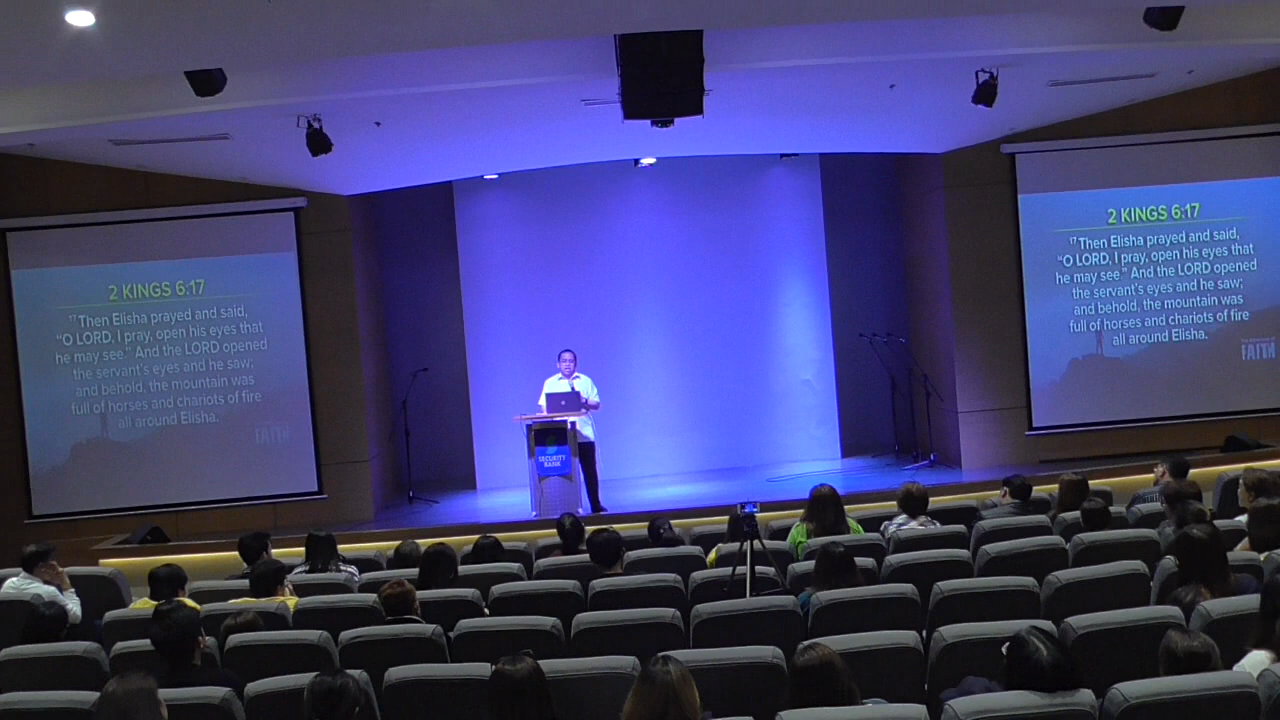 2 KINGS 6:17
17 Then Elisha prayed and said,
"O LORD, I pray, open his eyes that
he may see." And the LORD opened
the servant's eyes and he saw;
and behold, the mountain was
full of horses and chariots of fire
all around Elisha.
FAITH
SECURITY
BANK
2 KINGS 6:17
17 Then Elisha prayed and said,
"O LORD, I pray, open his eyes that
he may see." And the LORD opened
the servant's eyes and he saw;
and behold, the mountain was
full of horses and chariots of fire
all around Elisha.
FAITH